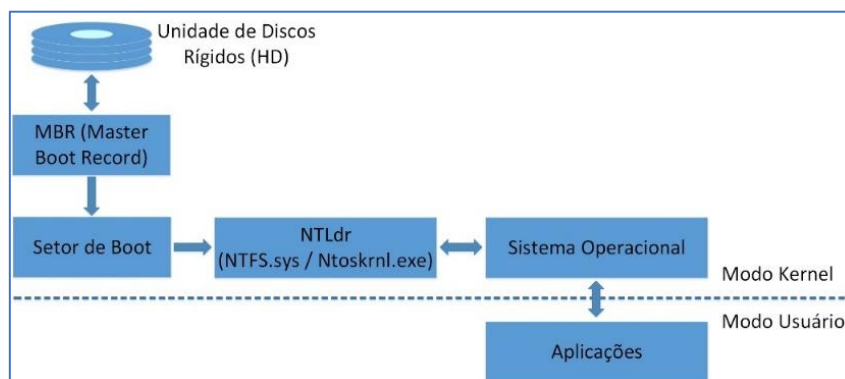 Unidade de Discos
Rígidos (HD)
MBR (Master
Boot Record)
Setor de Boot
NTLdr
(NTFS.sys / Ntoskrnl.exe)
Sistema Operacional
Modo Kernel
Modo Usuário
Aplicações